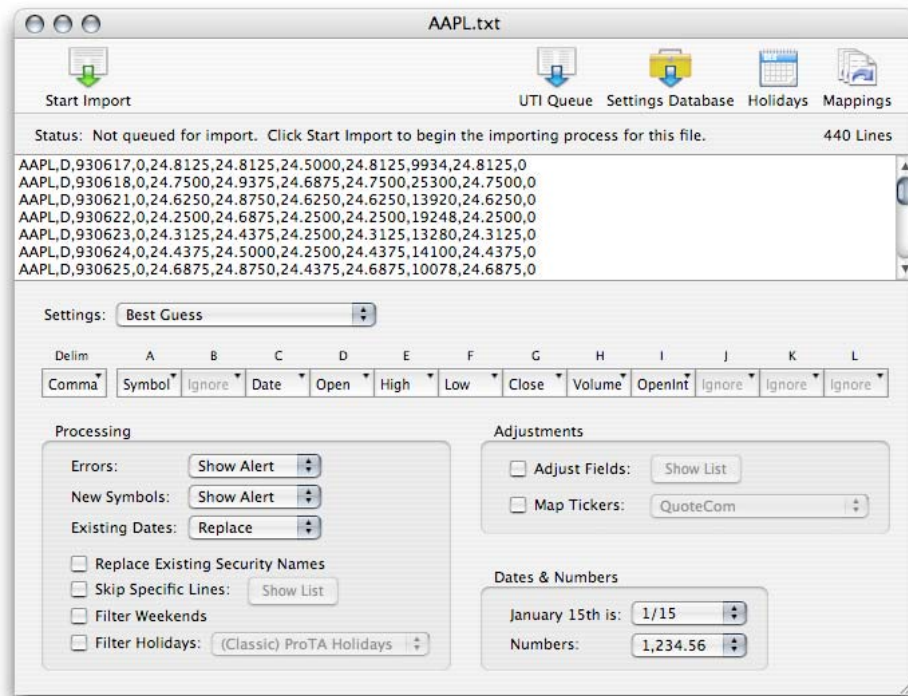 AAPL.txt
Start Import
UTI Queue Settings Database Holidays Mappings
Status: Not queued for import. Click Start Import to begin the importing process for this file. 440 Lines
AAPL,D,930617,0,24.8125,24.8125,24.5000,24.8125,9934,24.8125,0
AAPL,D,930618,0,24.7500,24.9375,24.6875,24.7500,25300,24.7500,0
AAPL,D,930621,0,24.6250,24.8750,24.6250,24.6250,13920,24.6250,0
AAPL,D,930622,0,24.2500,24.6875,24.2500,24.2500,19248,24.2500,0
AAPL,D,930623,0,24.3125,24.4375,24.2500,24.3125,13280,24.3125,0
AAPL,D,930624,0,24.4375,24.5000,24.2500,24.4375,14100,24.4375,0
AAPL,D,930625,0,24.6875,24.8750,24.4375,24.6875,10078,24.6875,0
Settings: Best Guess
Delim A B C D E F G H I J K L
Comma Symbol Ignore Date Open High Low Close Volume OpenInt Ignore Ignore Ignore
Processing
Errors: Show Alert
New Symbols: Show Alert
Existing Dates: Replace
Replace Existing Security Names
Skip Specific Lines: Show List
Filter Weekends
Filter Holidays: (Classic) ProTA Holidays
Adjustments
Adjust Fields: Show List
Map Tickers: QuoteCom
Dates & Numbers
January 15th is: 1/15
Numbers: 1,234.56